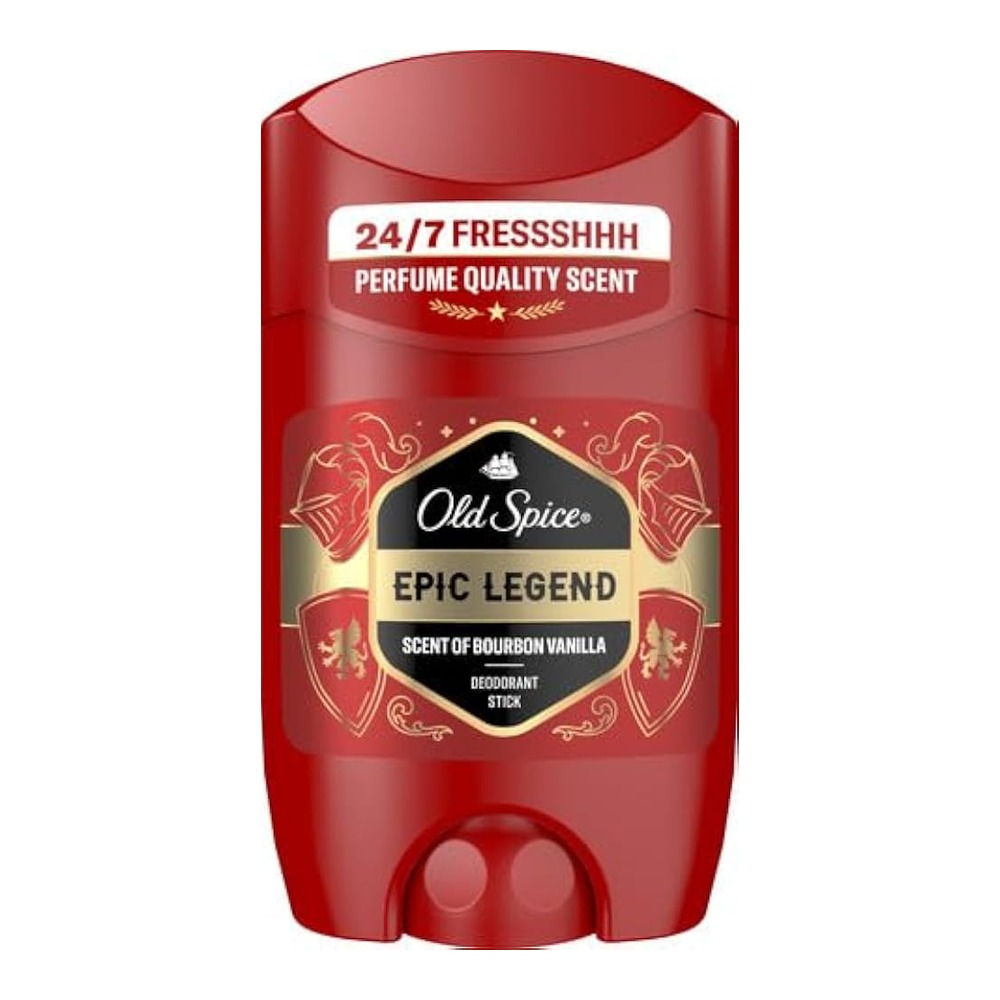 24/7 FRESSSHHH
PERFUME QUALITY SCENT
Old Spice®
EPIC LEGEND
SCENT OF BOURBON VANILLA
DEODORANT
STICK